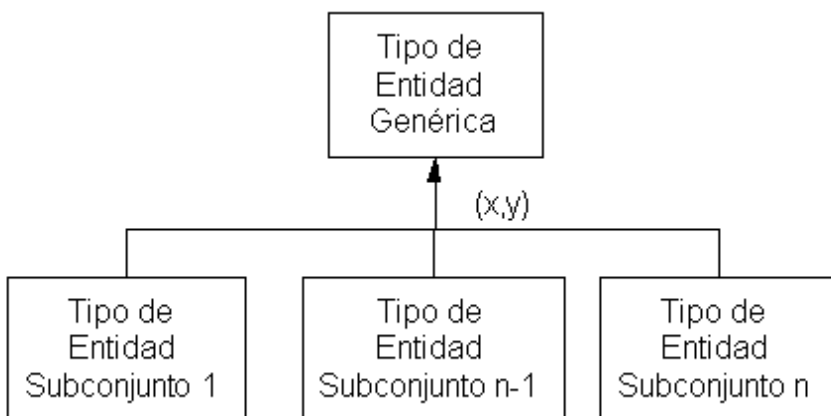 Tipo de
Entidad
Genérica
(x,y)
Tipo de
Entidad
Subconjunto 1
Tipo de
Entidad
Subconjunto n-1
Tipo de
Entidad
Subconjunto n